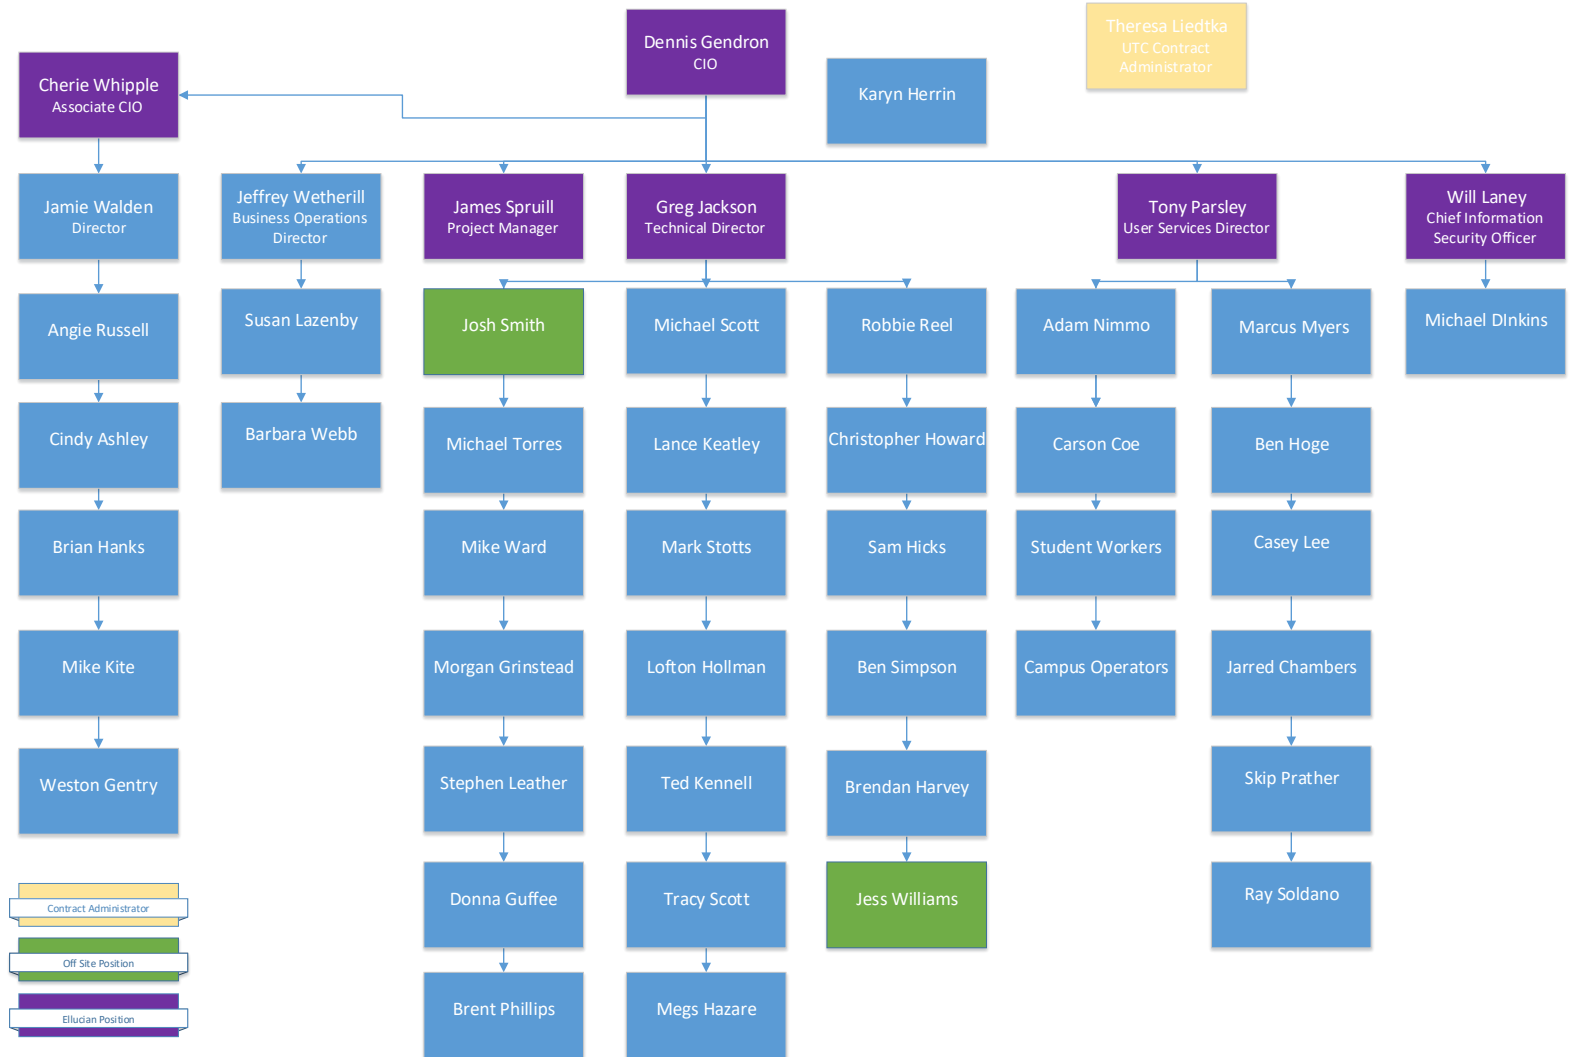 Theresa Liedtka
UTC Contract
Administrator
Dennis Gendron
CIO
Karyn Herrin
Cherie Whipple
Associate CIO
Jamie Walden
Director
Jeffrey Wetherill
Business Operations
Director
James Spruill
Project Manager
Greg Jackson
Technical Director
Tony Parsley
User Services Director
Will Laney
Chief Information
Security Officer
Angie Russell
Susan Lazenby
Josh Smith
Michael Scott
Robbie Reel
Adam Nimmo
Marcus Myers
Michael DInkins
Cindy Ashley
Barbara Webb
Michael Torres
Lance Keatley
Christopher Howard
Carson Coe
Ben Hoge
Brian Hanks
Mike Ward
Mark Stotts
Sam Hicks
Student Workers
Casey Lee
Mike Kite
Morgan Grinstead
Lofton Hollman
Ben Simpson
Campus Operators
Jarred Chambers
Weston Gentry
Stephen Leather
Ted Kennell
Brendan Harvey
Skip Prather
Donna Guffee
Tracy Scott
Jess Williams
Ray Soldano
Contract Administrator
Off Site Position
Ellucian Position
Brent Phillips
Megs Hazare